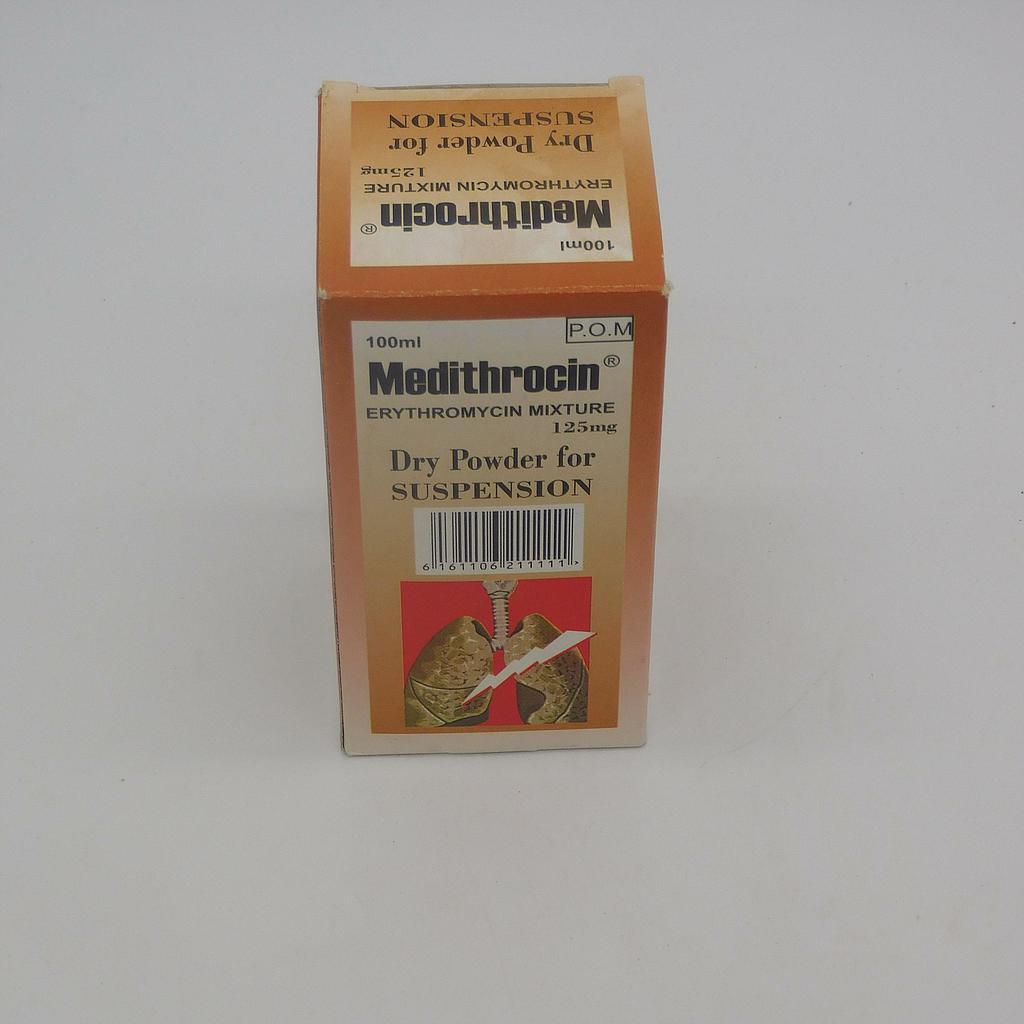 SUSPENSION
Dry Powder for
125mg
ERYTHROMYCIN MIXTURE
Medithrocin®
100ml
P.O.M
100ml
Medithrocin®
ERYTHROMYCIN MIXTURE
125mg
Dry Powder for
SUSPENSION
6 161106 211111 >